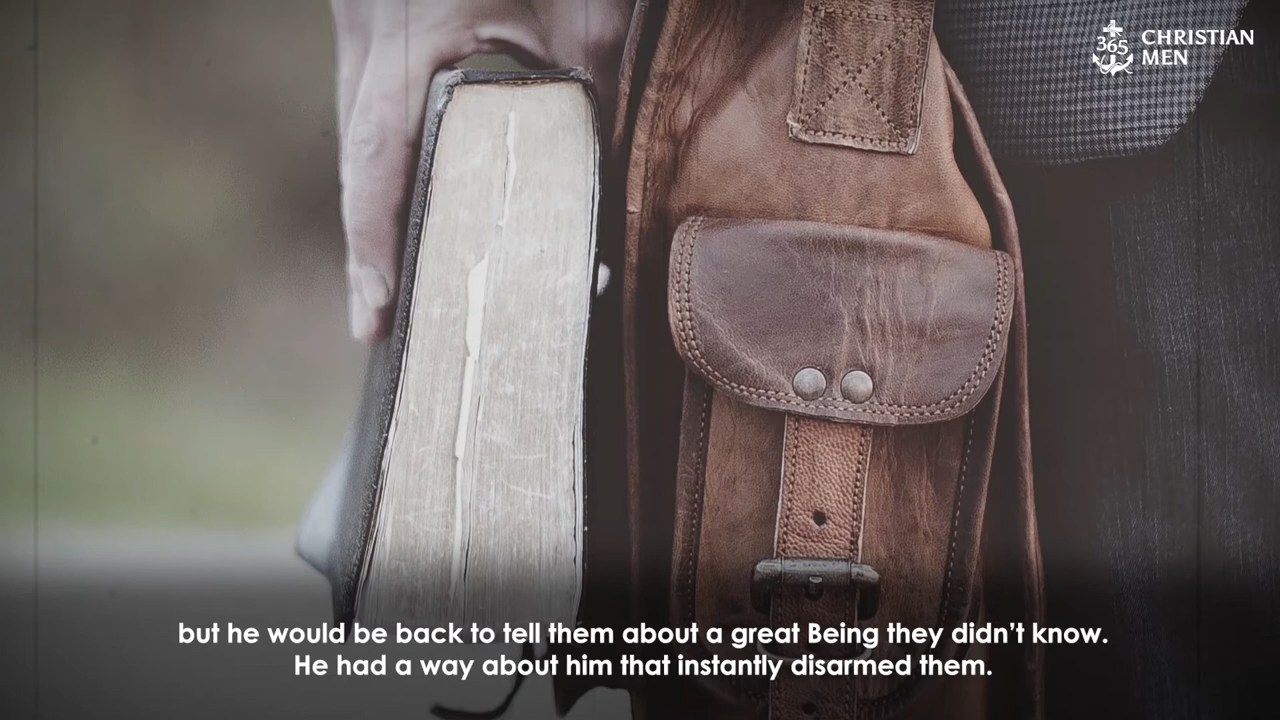 365
CHRISTIAN
MEN
but he would be back to tell them about a great Being they didn't know.
He had a way about him that instantly disarmed them.